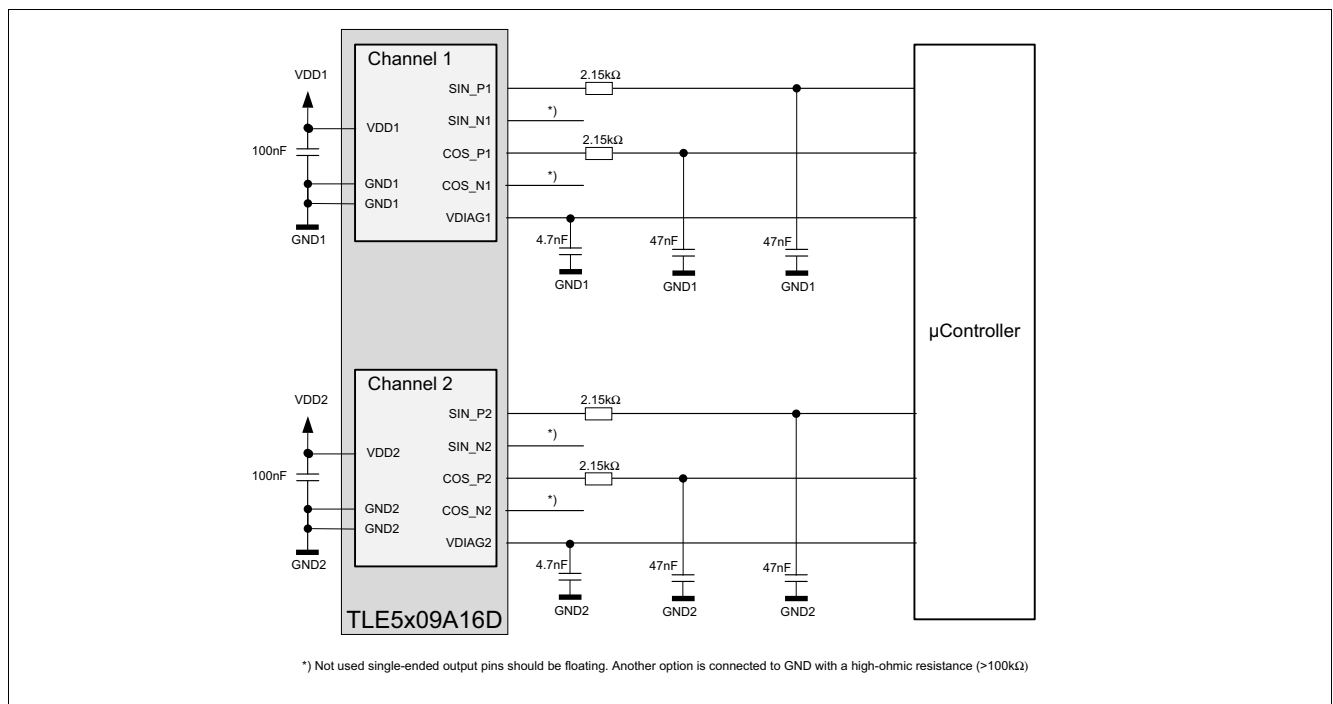 Channel 1
VDD1
2.15kΩ
SIN_P1
*)
SIN_N1
VDD1
2.15kΩ
100nF
COS_P1
*)
GND1
COS_N1
GND1
VDIAG1
GND1
4.7nF
47nF
47nF
GND1
GND1
GND1
µController
Channel 2
VDD2
2.15kΩ
SIN_P2
*)
SIN_N2
VDD2
2.15kΩ
100nF
COS_P2
*)
GND2
COS_N2
GND2
VDIAG2
GND2
4.7nF
47nF
47nF
GND2
GND2
GND2
TLE5x09A16D
*) Not used single-ended output pins should be floating. Another option is connected to GND with a high-ohmic resistance (>100kΩ)